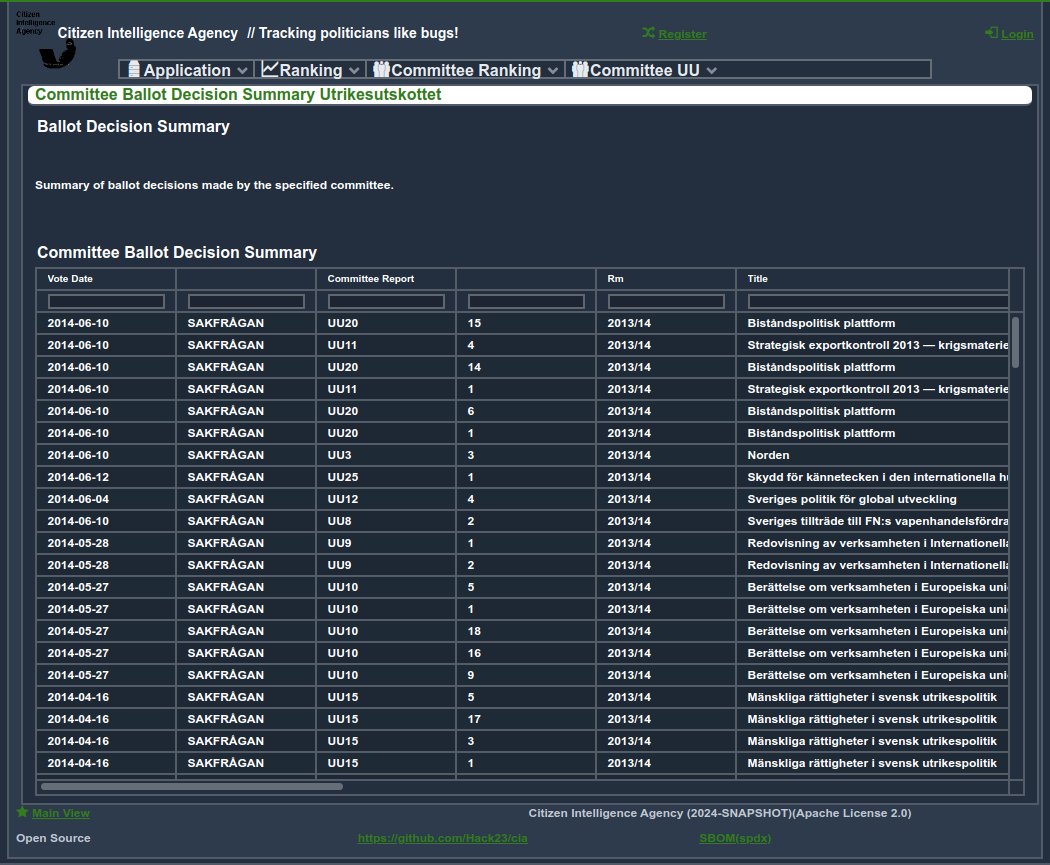 Citizen
Intelligence
Agency
Citizen Intelligence Agency // Tracking politicians like bugs!
Register
Login
Application Ranking Committee Ranking Committee UU
Committee Ballot Decision Summary Utrikesutskottet
Ballot Decision Summary
Summary of ballot decisions made by the specified committee.
Committee Ballot Decision Summary
Vote Date Committee Report Rm Title
2014-06-10 SAKFRÅGAN UU20 15 2013/14 Biståndspolitisk plattform
2014-06-10 SAKFRÅGAN UU11 4 2013/14 Strategisk exportkontroll 2013 — krigsmaterie
2014-06-10 SAKFRÅGAN UU20 14 2013/14 Biståndspolitisk plattform
2014-06-10 SAKFRÅGAN UU11 1 2013/14 Strategisk exportkontroll 2013 — krigsmaterie
2014-06-10 SAKFRÅGAN UU20 6 2013/14 Biståndspolitisk plattform
2014-06-10 SAKFRÅGAN UU20 1 2013/14 Biståndspolitisk plattform
2014-06-10 SAKFRÅGAN UU3 3 2013/14 Norden
2014-06-12 SAKFRÅGAN UU25 1 2013/14 Skydd för kännetecken i den internationella h
2014-06-04 SAKFRÅGAN UU12 4 2013/14 Sveriges politik för global utveckling
2014-06-10 SAKFRÅGAN UU8 2 2013/14 Sveriges tillträde till FN:s vapenhandelsfördra
2014-05-28 SAKFRÅGAN UU9 1 2013/14 Redovisning av verksamheten i Internationella
2014-05-28 SAKFRÅGAN UU9 2 2013/14 Redovisning av verksamheten i Internationella
2014-05-27 SAKFRÅGAN UU10 5 2013/14 Berättelse om verksamheten i Europeiska uni
2014-05-27 SAKFRÅGAN UU10 1 2013/14 Berättelse om verksamheten i Europeiska uni
2014-05-27 SAKFRÅGAN UU10 18 2013/14 Berättelse om verksamheten i Europeiska uni
2014-05-27 SAKFRÅGAN UU10 16 2013/14 Berättelse om verksamheten i Europeiska uni
2014-05-27 SAKFRÅGAN UU10 9 2013/14 Berättelse om verksamheten i Europeiska uni
2014-04-16 SAKFRÅGAN UU15 5 2013/14 Mänskliga rättigheter i svensk utrikespolitik
2014-04-16 SAKFRÅGAN UU15 17 2013/14 Mänskliga rättigheter i svensk utrikespolitik
2014-04-16 SAKFRÅGAN UU15 3 2013/14 Mänskliga rättigheter i svensk utrikespolitik
2014-04-16 SAKFRÅGAN UU15 1 2013/14 Mänskliga rättigheter i svensk utrikespolitik
Main View Citizen Intelligence Agency (2024-SNAPSHOT)(Apache License 2.0)
Open Source https://github.com/Hack23/cia SBOM(spdx)